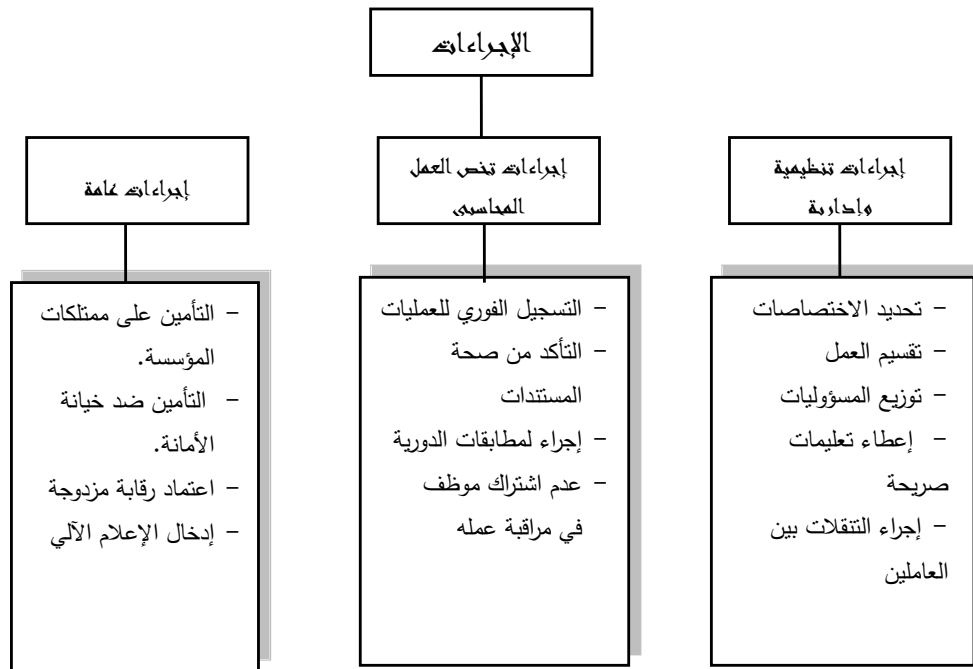 الإجراءات
إجراءات تنظيمية
وإدارية
إجراءات تخص العمل
المحاسبي
إجراءات عامة
- تحديد الاختصاصات
- تقسيم العمل
- توزيع المسؤوليات
- إعطاء تعليمات
صريحة
- إجراء التنقلات بين
العاملين
- التسجيل الفوري للعمليات
- التأكد من صحة
المستندات
- إجراء لمطابقات الدورية
- عدم اشتراك موظف
في مراقبة عمله
- التأمين على ممتلكات
المؤسسة.
- التأمين ضد خيانة
الأمانة.
- اعتماد رقابة مزدوجة
- إدخال الإعلام الآلي